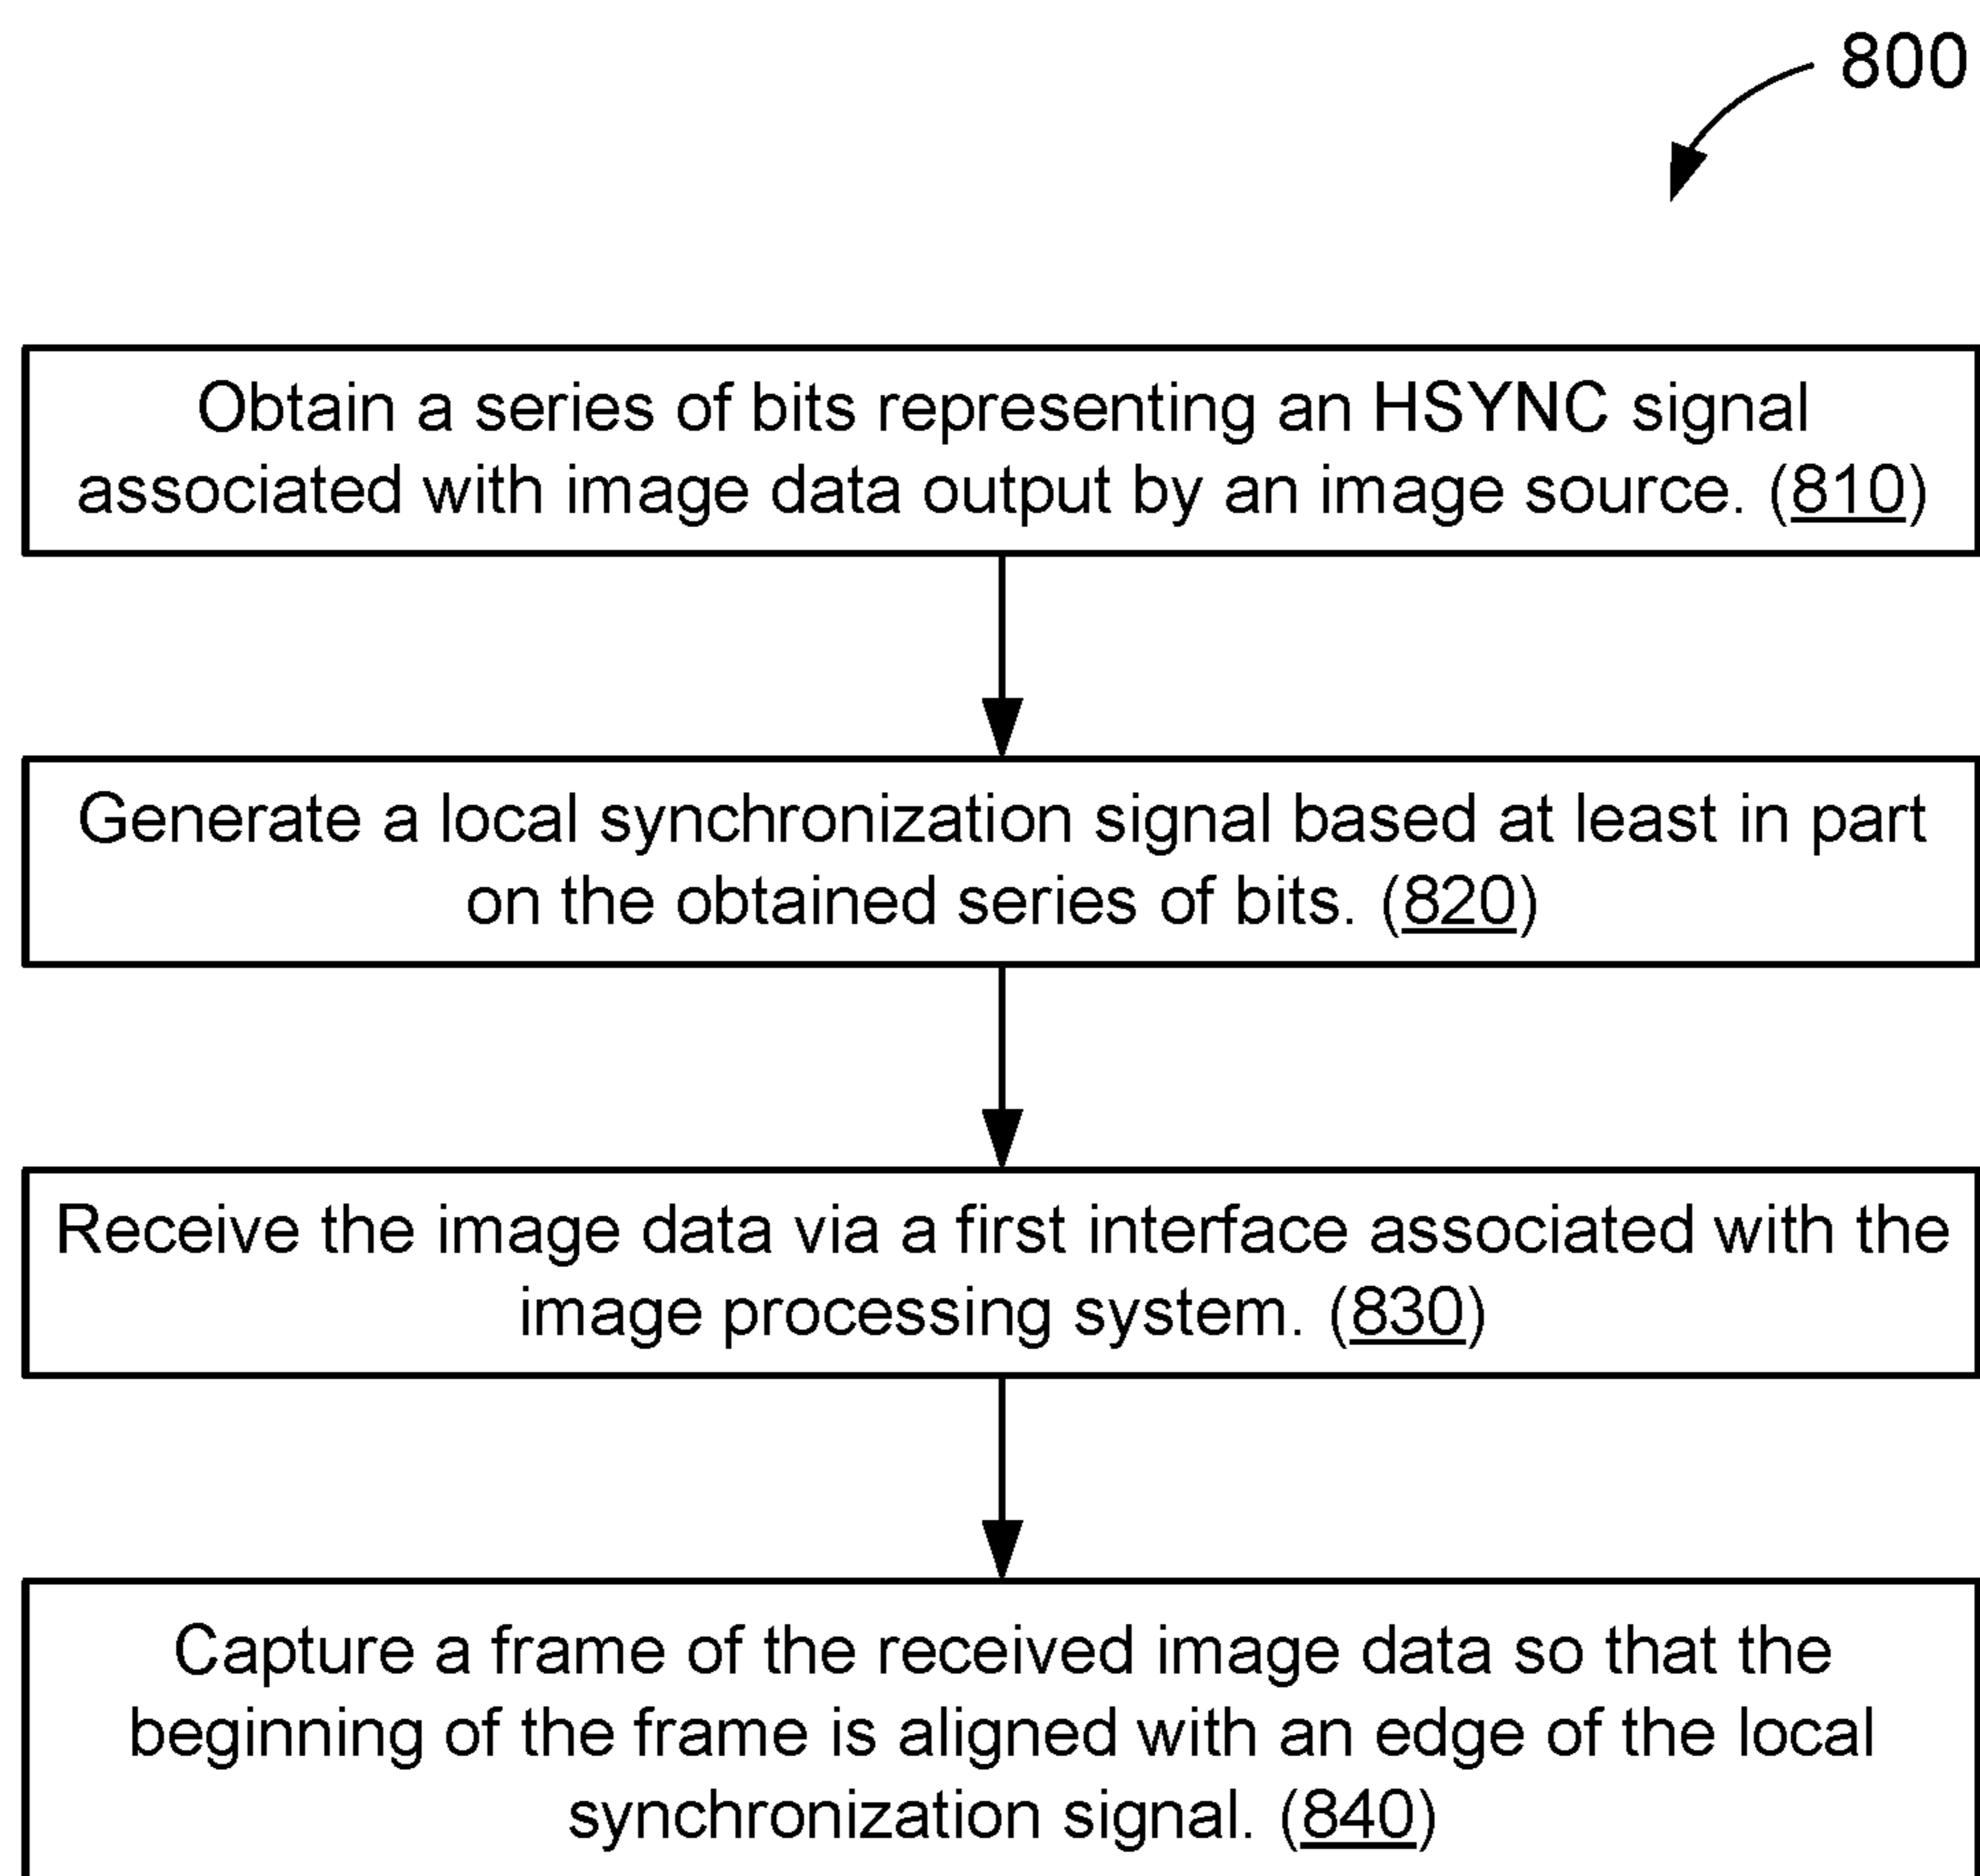 800
Obtain a series of bits representing an HSYNC signal
associated with image data output by an image source. (810)
Generate a local synchronization signal based at least in part
on the obtained series of bits. (820)
Receive the image data via a first interface associated with the
image processing system. (830)
Capture a frame of the received image data so that the
beginning of the frame is aligned with an edge of the local
synchronization signal. (840)